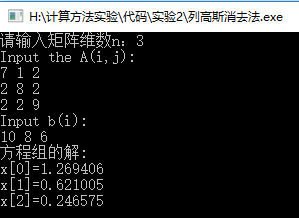 H:\计算方法实验\代码\实验2\列高斯消去法.exe
请输入矩阵维数n: 3
Input the A(i,j):
7 1 2
2 8 2
2 2 9
Input b(i):
10 8 6
方程组的解:
x[0]=1.269406
x[1]=0.621005
x[2]=0.246575